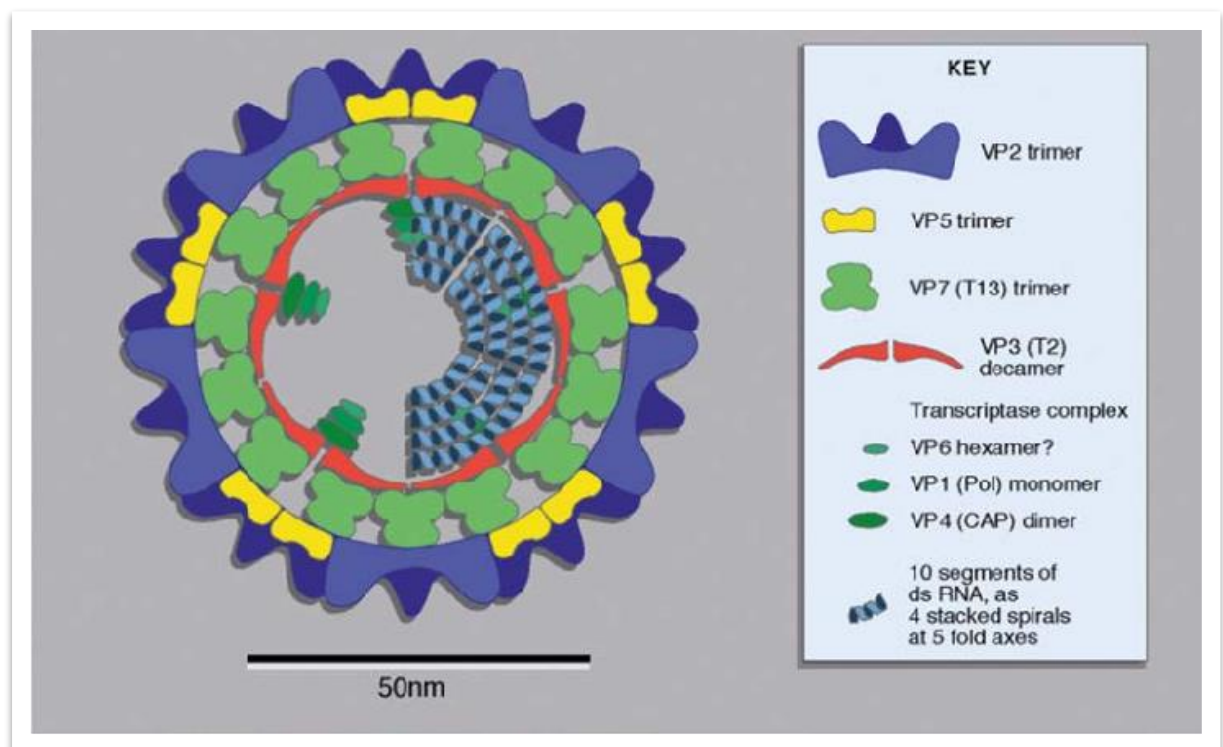 KEY
VP2 trimer
VP5 trimer
VP7 (T13) trimer
VP3 (T2)
decamer
Transcriptase complex
VP6 hexamer?
VP1 (Pol) monomer
VP4 (CAP) dimer
10 segments of
ds RNA, as
4 stacked spirals
at 5 fold axes
50nm